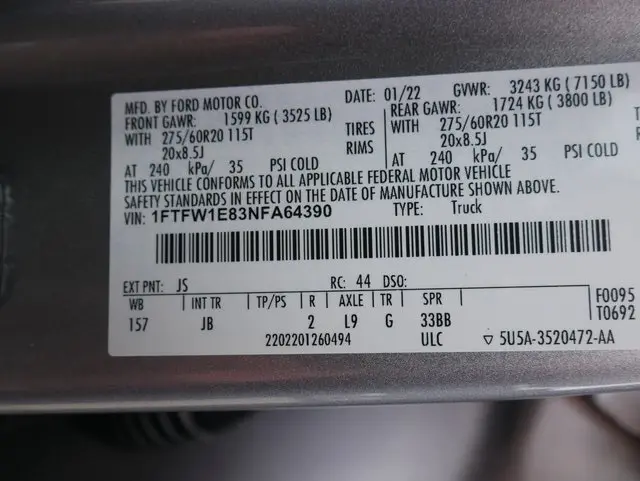 MFD. BY FORD MOTOR CO. DATE: 01/22 GVWR: 3243 KG ( 7150 LB)
FRONT GAWR: 1599 KG ( 3525 LB) REAR GAWR: 1724 KG ( 3800 LB)
WITH 275/60R20 115T TIRES WITH 275/60R20 115T
20x8.5J RIMS 20x8.5J
AT 240 kPa/ 35 PSI COLD AT 240 kPa/ 35 PSI COLD
THIS VEHICLE CONFORMS TO ALL APPLICABLE FEDERAL MOTOR VEHICLE
SAFETY STANDARDS IN EFFECT ON THE DATE OF MANUFACTURE SHOWN ABOVE.
VIN: 1FTFW1E83NFA64390 TYPE: Truck
EXT PNT: JS RC: 44 DSO:
WB INT TR TP/PS R AXLE TR SPR F0095
157 JB 2 L9 G 33BB T0692
2202201260494 ULC ▽ 5U5A-3520472-AA